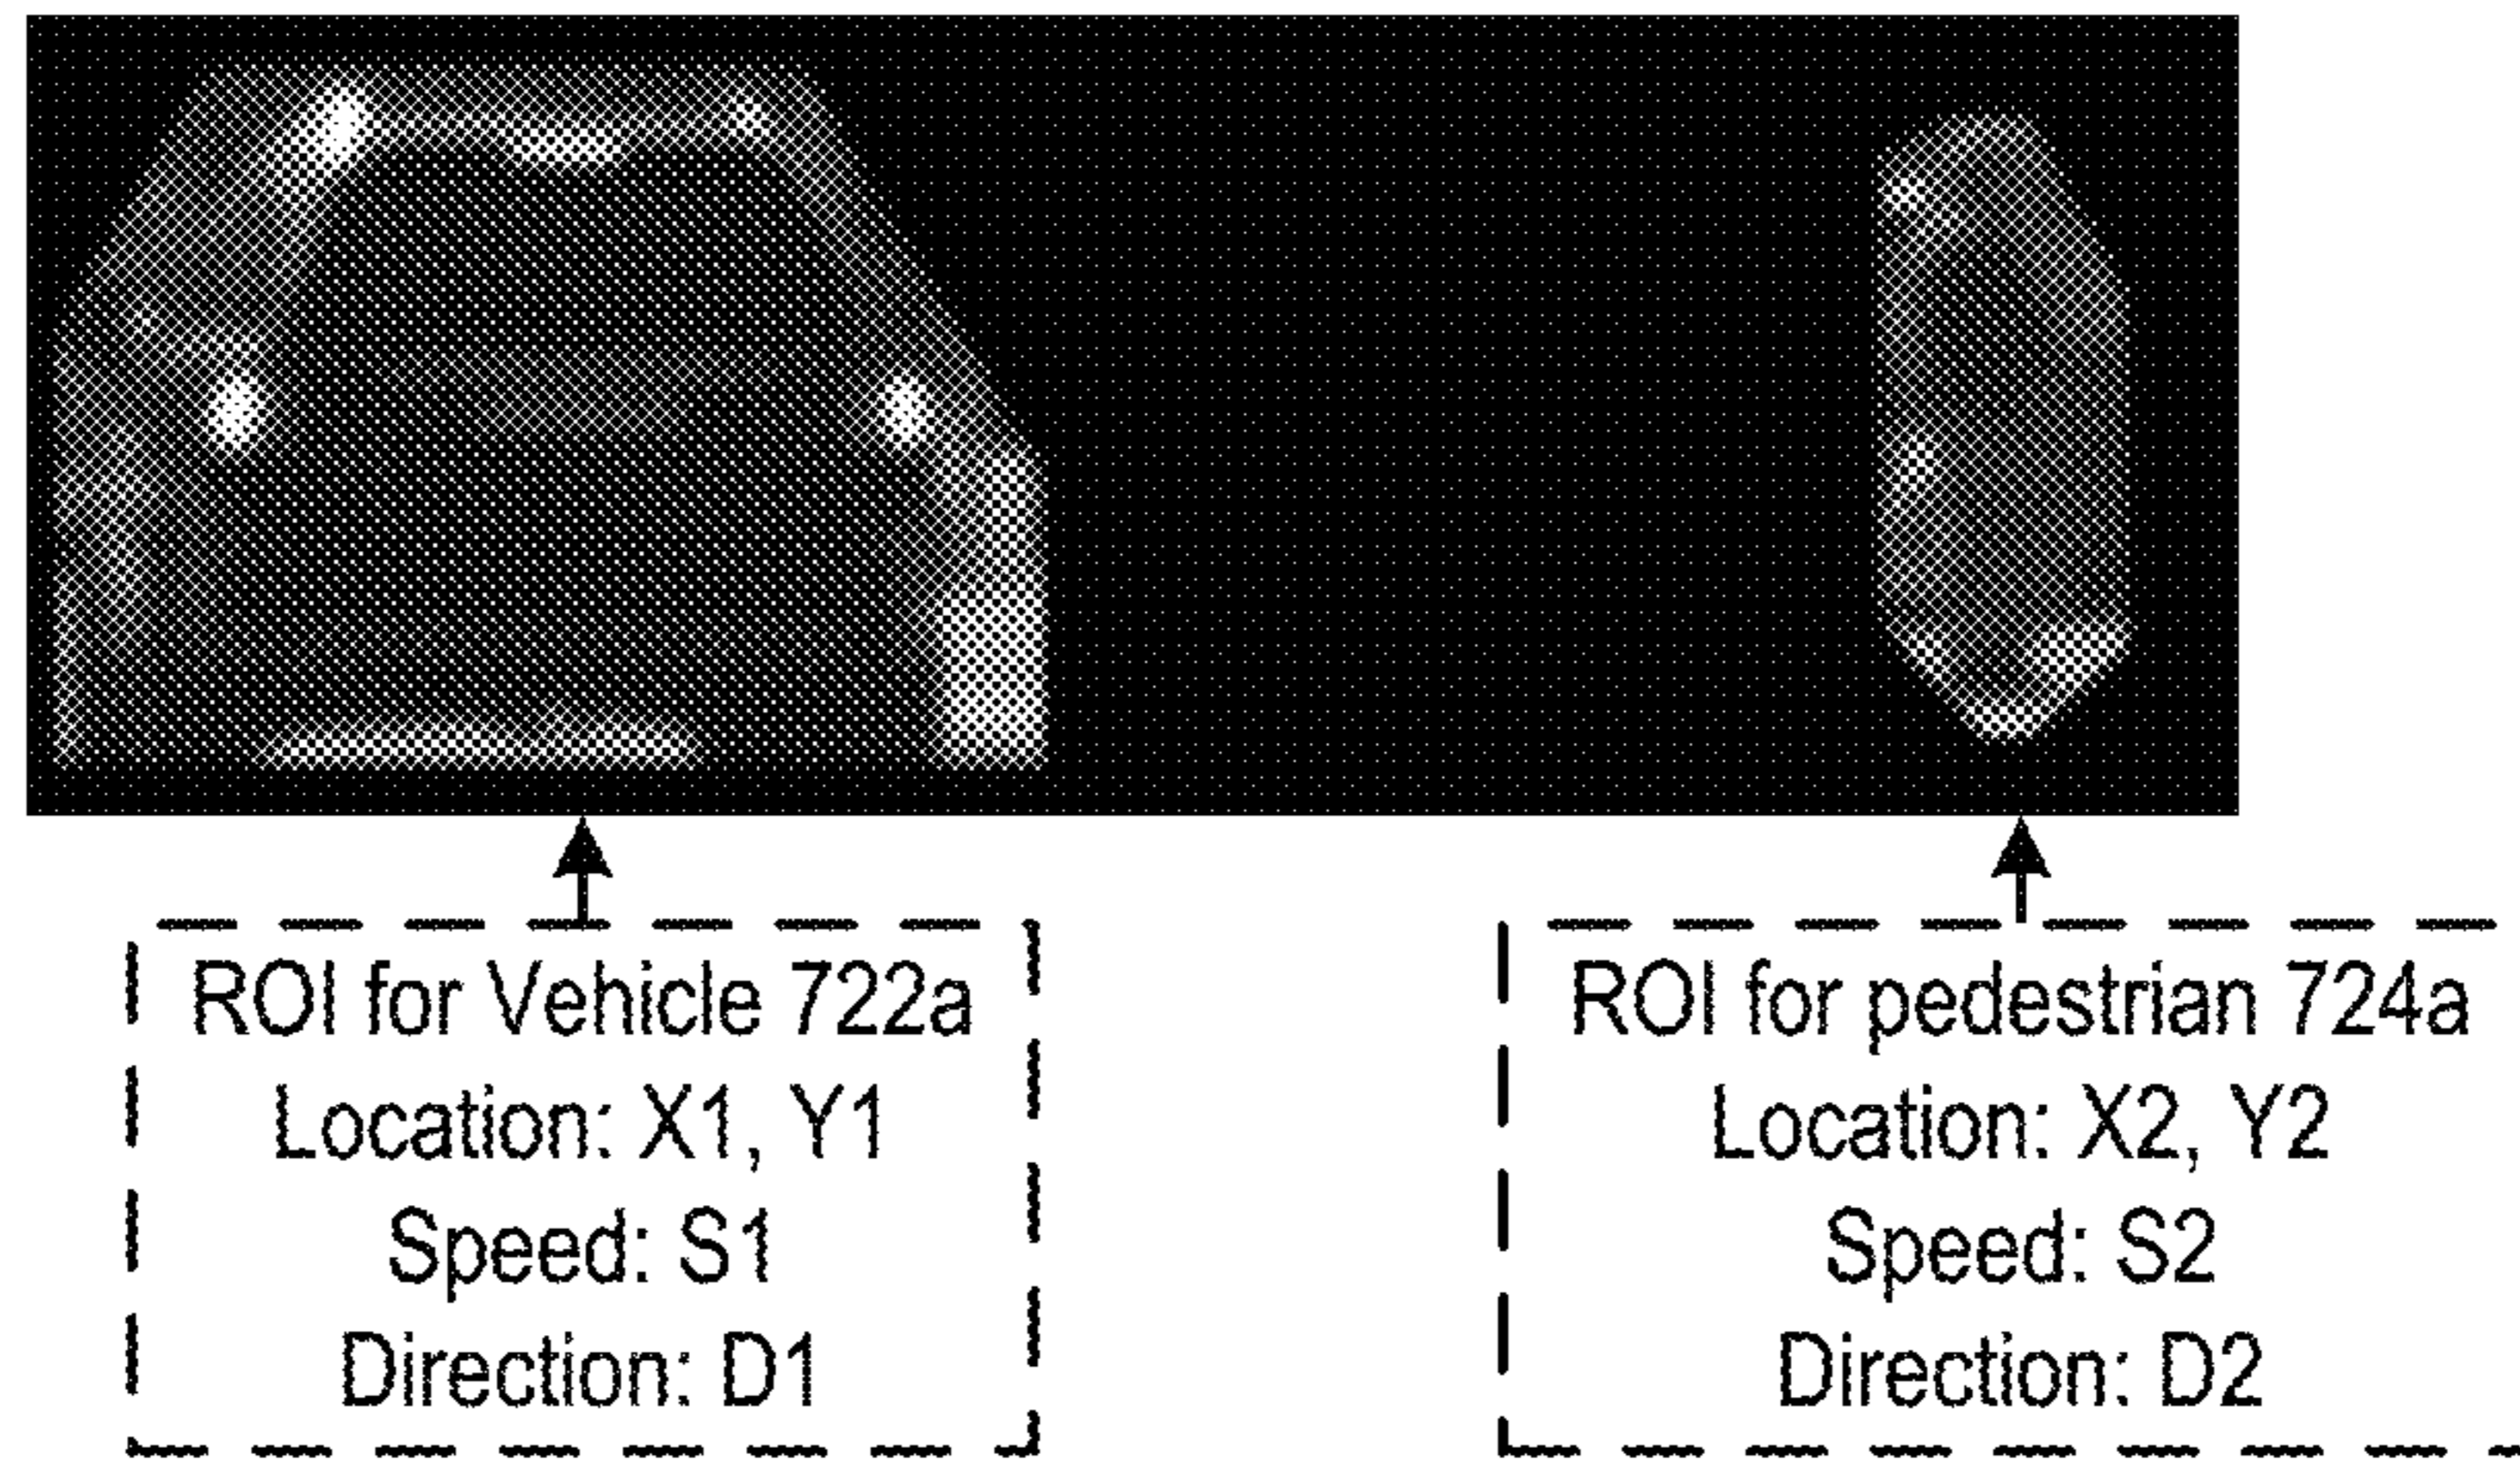 ROI for Vehicle 722a
Location: X1, Y1
Speed: S1
Direction: D1
ROI for pedestrian 724a
Location: X2, Y2
Speed: S2
Direction: D2